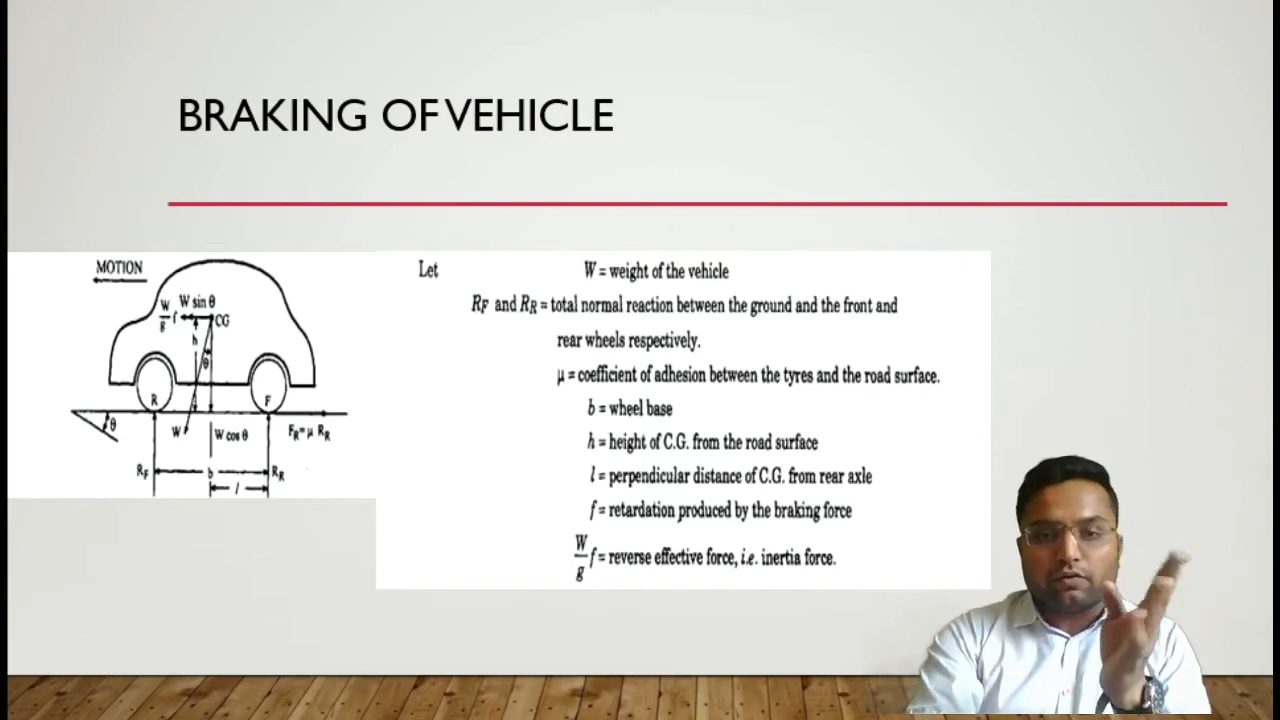 BRAKING OF VEHICLE
MOTION
W sin θ
W/g f
CG
h
θ
R
F
θ
W
W cos θ
F_R = μ R_R
R_F
b
R_R
l
Let
W = weight of the vehicle
R_F and R_R = total normal reaction between the ground and the front and
rear wheels respectively.
μ = coefficient of adhesion between the tyres and the road surface.
b = wheel base
h = height of C.G. from the road surface
l = perpendicular distance of C.G. from rear axle
f = retardation produced by the braking force
W/g f = reverse effective force, i.e. inertia force.